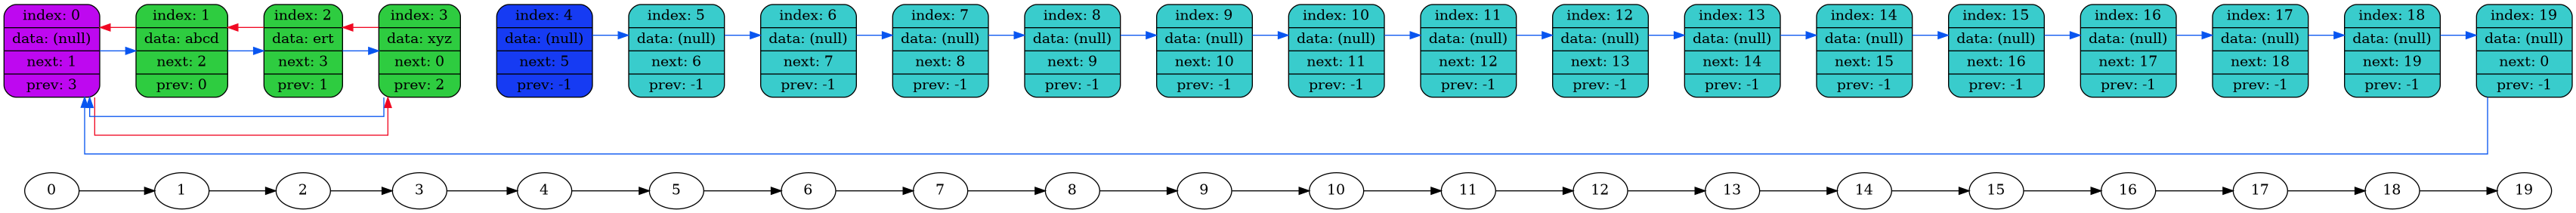 index: 0
data: (null)
next: 1
prev: 3
index: 1
data: abcd
next: 2
prev: 0
index: 2
data: ert
next: 3
prev: 1
index: 3
data: xyz
next: 0
prev: 2
index: 4
data: (null)
next: 5
prev: -1
index: 5
data: (null)
next: 6
prev: -1
index: 6
data: (null)
next: 7
prev: -1
index: 7
data: (null)
next: 8
prev: -1
index: 8
data: (null)
next: 9
prev: -1
index: 9
data: (null)
next: 10
prev: -1
index: 10
data: (null)
next: 11
prev: -1
index: 11
data: (null)
next: 12
prev: -1
index: 12
data: (null)
next: 13
prev: -1
index: 13
data: (null)
next: 14
prev: -1
index: 14
data: (null)
next: 15
prev: -1
index: 15
data: (null)
next: 16
prev: -1
index: 16
data: (null)
next: 17
prev: -1
index: 17
data: (null)
next: 18
prev: -1
index: 18
data: (null)
next: 19
prev: -1
index: 19
data: (null)
next: 0
prev: -1
0
1
2
3
4
5
6
7
8
9
10
11
12
13
14
15
16
17
18
19